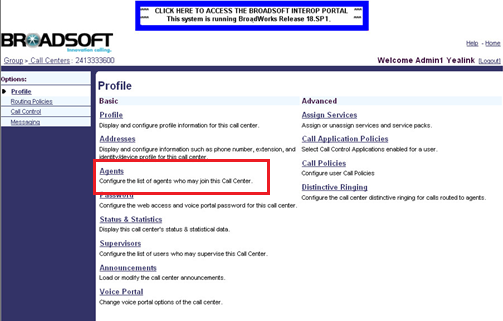 **** CLICK HERE TO ACCESS THE BROADSOFT INTEROP PORTAL ****
**** This system is running BroadWorks Release 18.SP1. ****
BROADSOFT
innovation calling.
Help - Home
Group > Call Centers : 2413333600
Welcome Admin1 Yealink [Logout]
Options:
Profile
Routing Policies
Call Control
Messaging
Profile
Basic
Profile
Display and configure profile information for this call center.
Addresses
Display and configure information such as phone number, extension, and
identity/device profile for this call center.
Agents
Configure the list of agents who may join this Call Center.
Password
Configure the web access and voice portal password for this call center.
Status & Statistics
Display this call center's status & statistical data.
Supervisors
Configure the list of users who may supervise this Call Center.
Announcements
Load or modify the call center announcements.
Voice Portal
Change voice portal options of the call center.
Advanced
Assign Services
Assign or unassign services and service packs.
Call Application Policies
Select Call Control Applications enabled for a user.
Call Policies
Configure user Call Policies
Distinctive Ringing
Configure the call center distinctive ringing for calls routed to agents.